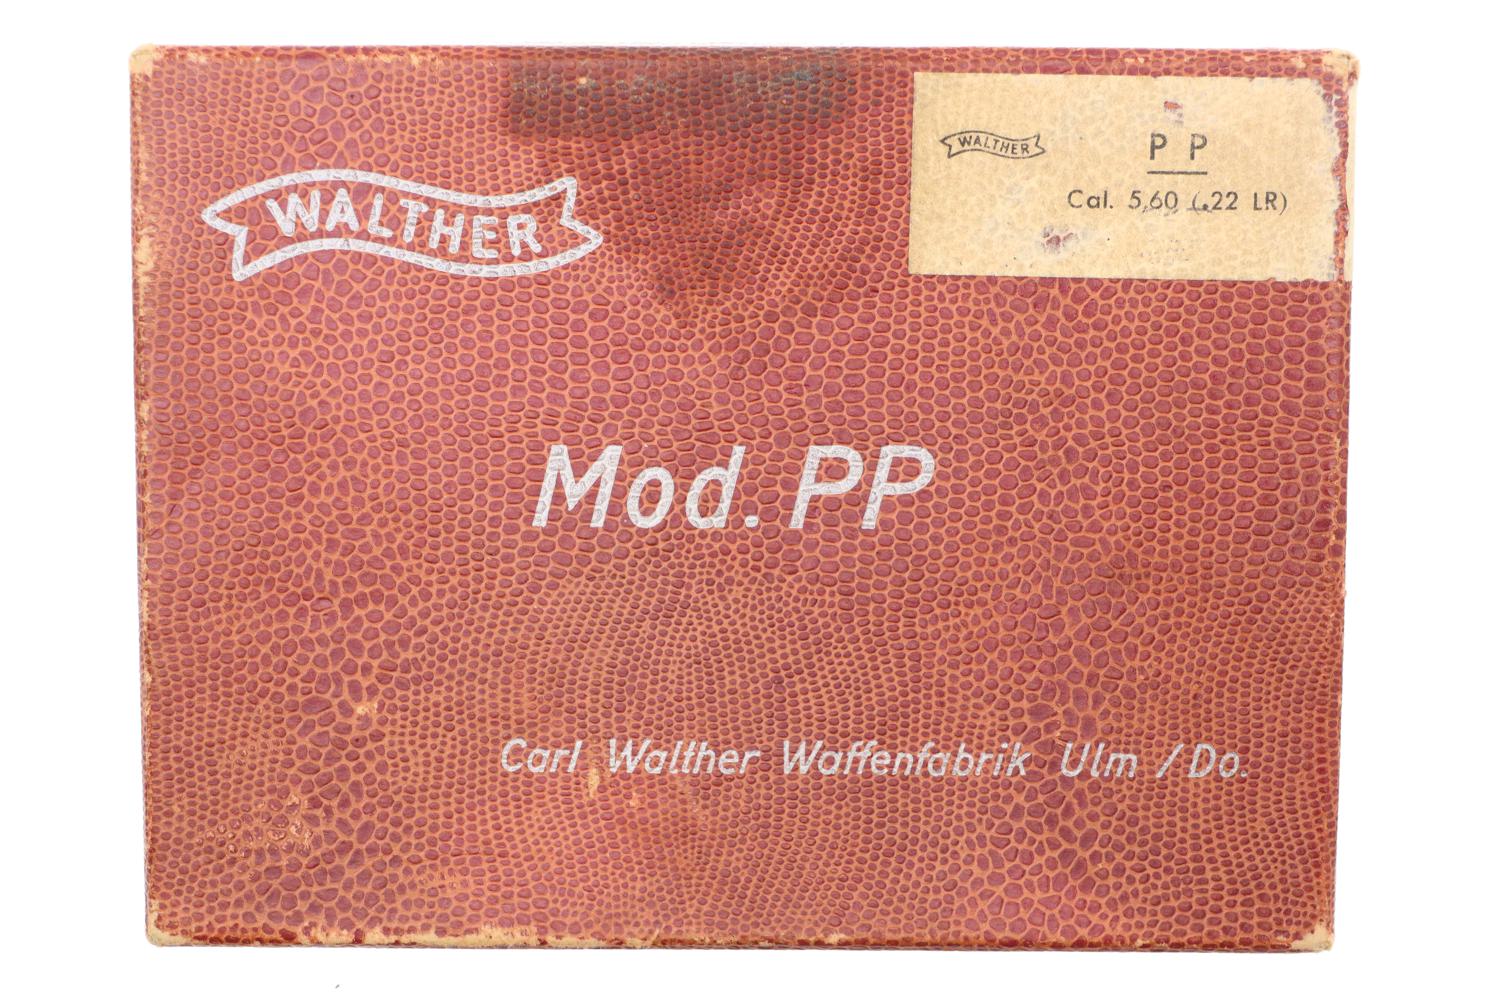 WALTHER
WALTHER
P P
Cal. 5,60 (.22 LR)
Mod. PP
Carl Walther Waffenfabrik Ulm / Do.